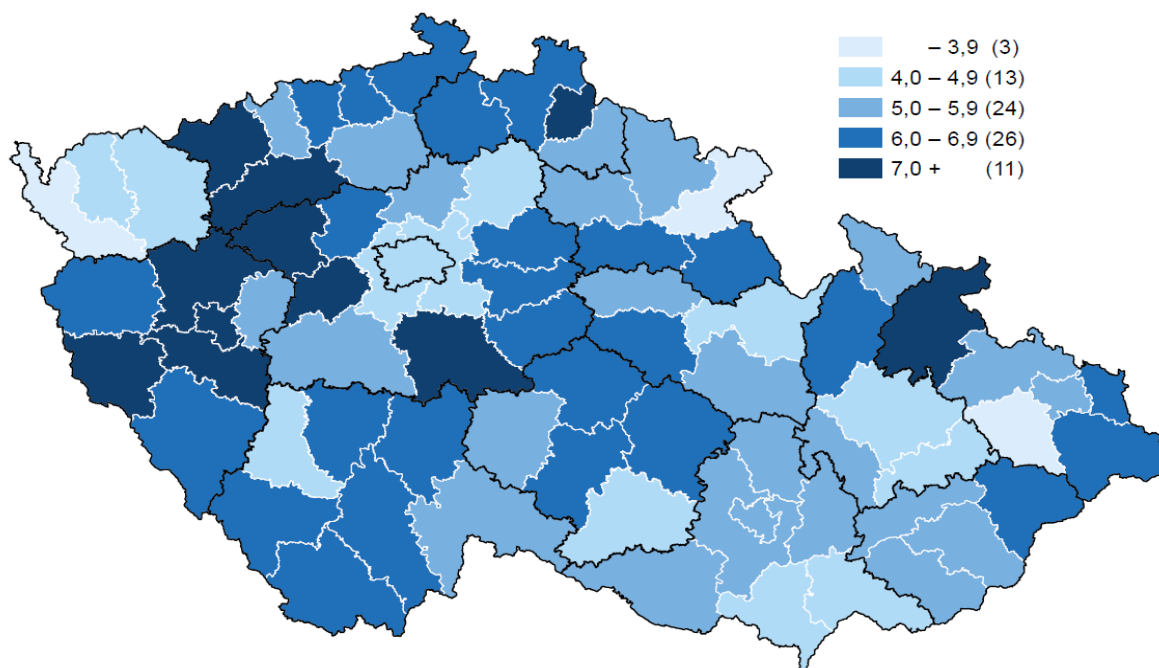 – 3,9 (3)
4,0 – 4,9 (13)
5,0 – 5,9 (24)
6,0 – 6,9 (26)
7,0 + (11)